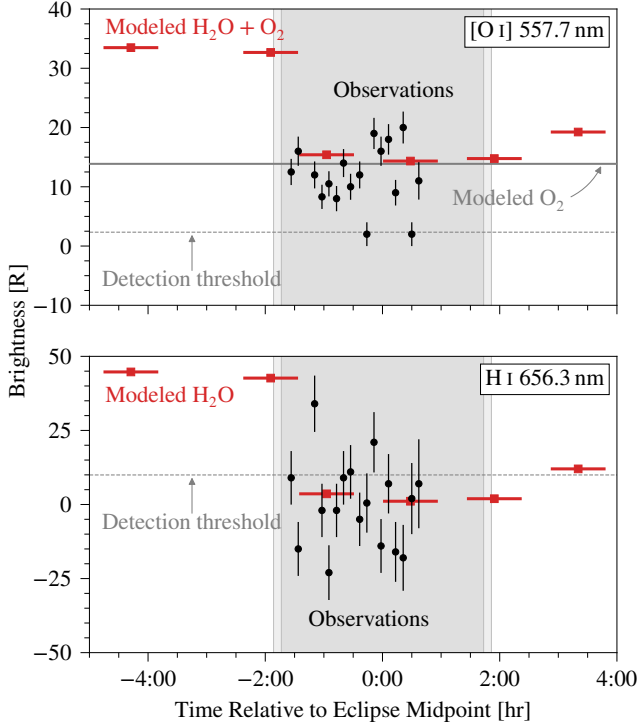 Modeled H₂O + O₂
[O I] 557.7 nm
Observations
Modeled O₂
Detection threshold
40
30
20
10
0
−10
Brightness [R]
Modeled H₂O
H I 656.3 nm
Detection threshold
Observations
50
25
0
−25
−50
−4:00 −2:00 0:00 2:00 4:00
Time Relative to Eclipse Midpoint [hr]